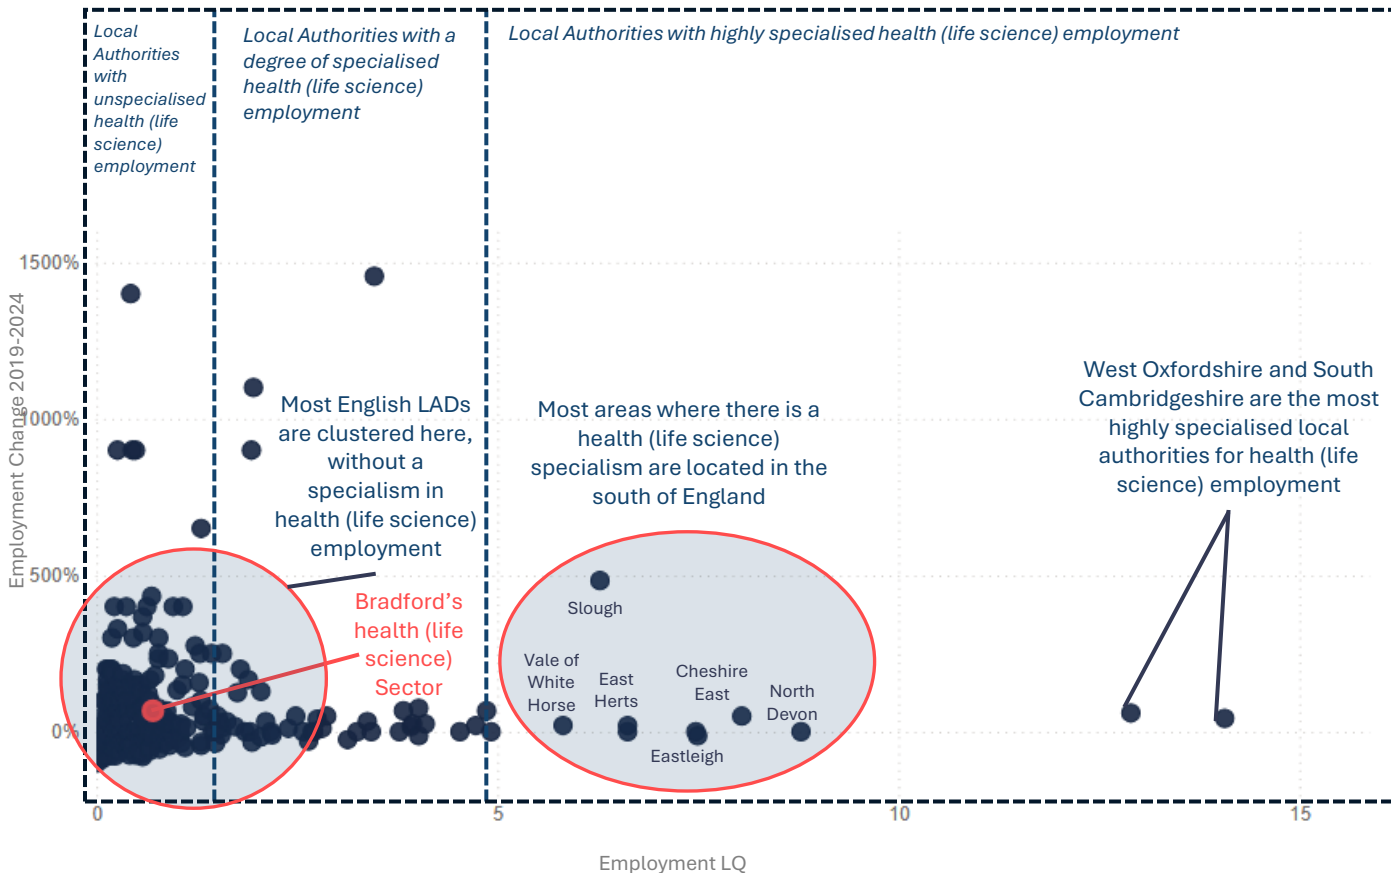 Local
Authorities
with
unspecialised
health (life
science)
employment
Local Authorities with a
degree of specialised
health (life science)
employment
Local Authorities with highly specialised health (life science) employment
Employment Change 2019-2024
1500%
1000%
500%
0%
Most English LADs
are clustered here,
without a
specialism in
health (life science)
employment
Bradford's
health (life
science)
Sector
Most areas where there is a
health (life science)
specialism are located in the
south of England
Slough
Vale of
White
Horse
East
Herts
Cheshire
East
North
Devon
Eastleigh
West Oxfordshire and South
Cambridgeshire are the most
highly specialised local
authorities for health (life
science) employment
0
5
10
15
Employment LQ